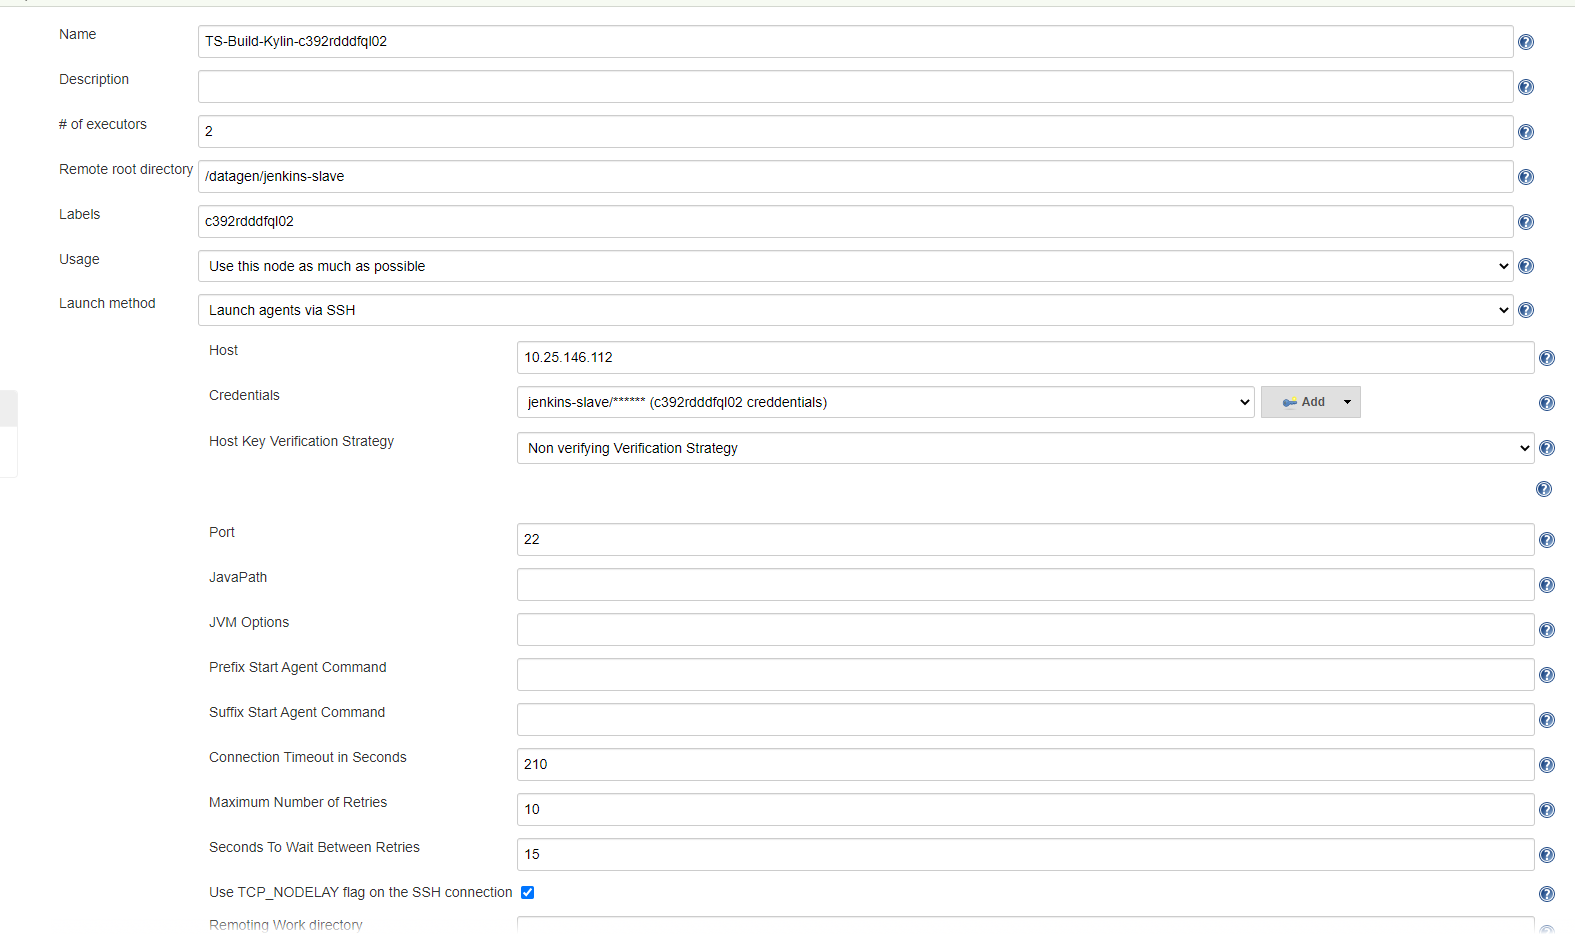 Name
TS-Build-Kylin-c392rdddfql02
Description
# of executors
2
Remote root directory
/datagen/jenkins-slave
Labels
c392rdddfql02
Usage
Use this node as much as possible
Launch method
Launch agents via SSH
Host
10.25.146.112
Credentials
jenkins-slave/****** (c392rdddfql02 creddentials)
Add
Host Key Verification Strategy
Non verifying Verification Strategy
Port
22
JavaPath
JVM Options
Prefix Start Agent Command
Suffix Start Agent Command
Connection Timeout in Seconds
210
Maximum Number of Retries
10
Seconds To Wait Between Retries
15
Use TCP_NODELAY flag on the SSH connection
Remoting Work directory